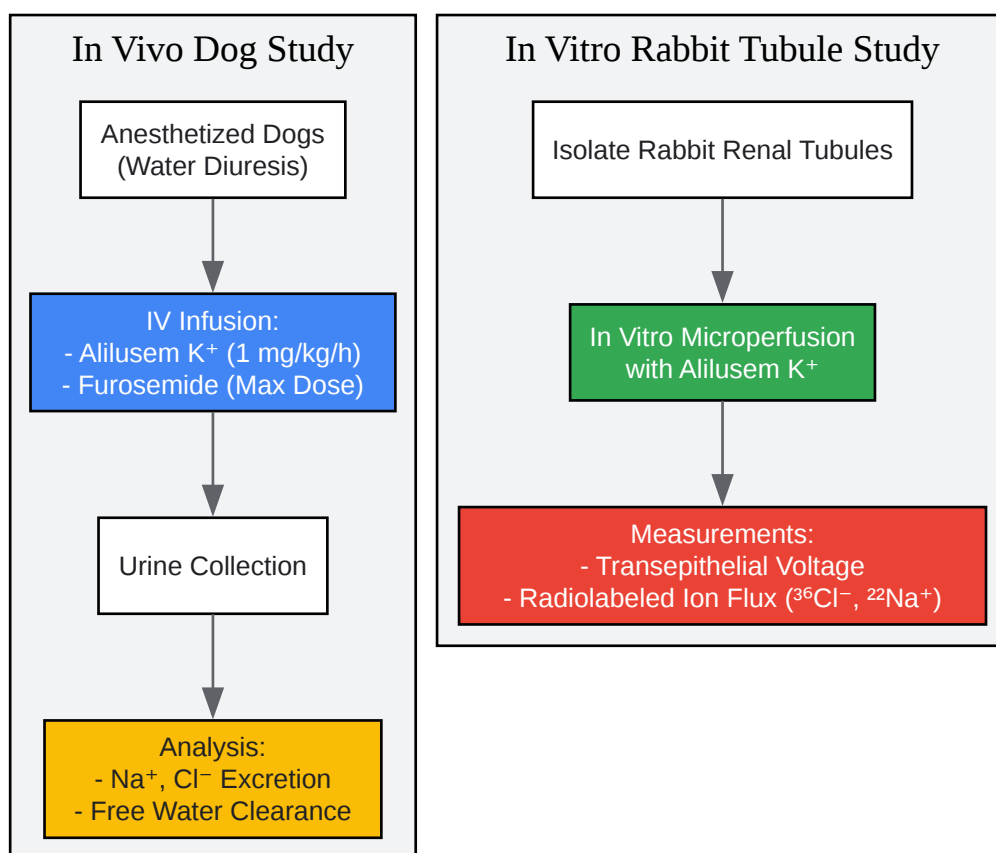 In Vivo Dog Study
Anesthetized Dogs
(Water Diuresis)
IV Infusion:
- Alilusem K⁺ (1 mg/kg/h)
- Furosemide (Max Dose)
Urine Collection
Analysis:
- Na⁺, Cl⁻ Excretion
- Free Water Clearance
In Vitro Rabbit Tubule Study
Isolate Rabbit Renal Tubules
In Vitro Microperfusion
with Alilusem K⁺
Measurements:
- Transepithelial Voltage
- Radiolabeled Ion Flux (³⁶Cl⁻, ²²Na⁺)